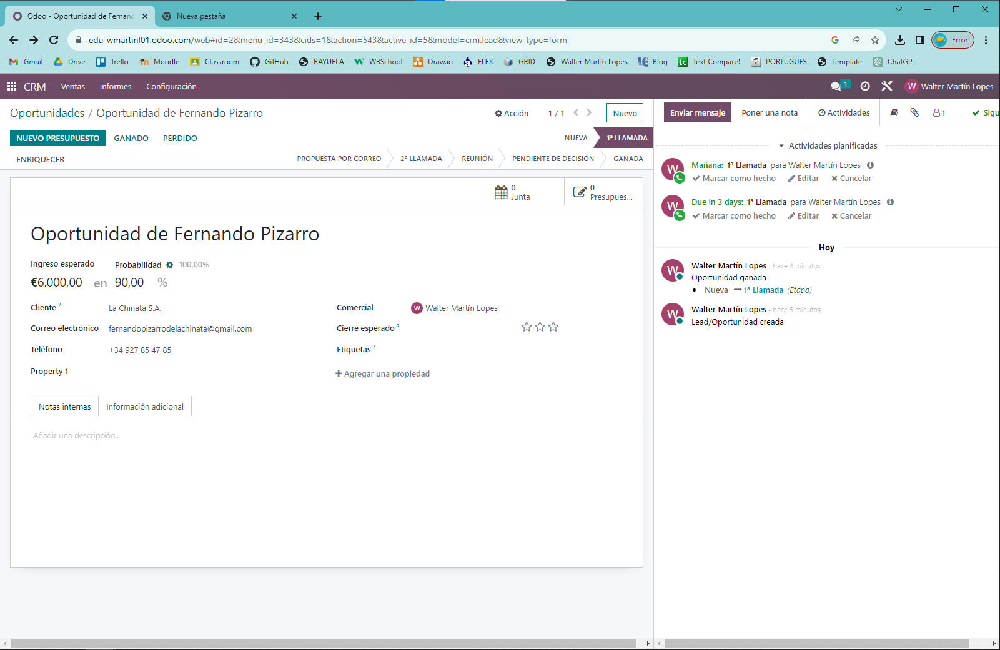 Odoo - Oportunidad de Fernand
Nueva pestaña
edu-wmartinl01.odoo.com/web#id=2&menu_id=343&cids=1&action=543&active_id=5&model=crm.lead&view_type=form
Error
Gmail Drive Trello Moodle Classroom GitHub RAYUELA W3School Draw.io FLEX GRID Walter Martín Lopes Blog Text Compare! PORTUGUES Template ChatGPT
CRM Ventas Informes Configuración 1 W Walter Martín Lopes
Oportunidades / Oportunidad de Fernando Pizarro Acción 1 / 1 Nuevo
NUEVO PRESUPUESTO GANADO PERDIDO NUEVA 1ª LLAMADA
ENRIQUECER PROPUESTA POR CORREO 2ª LLAMADA REUNIÓN PENDIENTE DE DECISIÓN GANADA
0
Junta
0
Presupues...
Oportunidad de Fernando Pizarro
Ingreso esperado Probabilidad 100,00%
€6.000,00 en 90,00 %
Cliente ? La Chinata S.A.
Correo electrónico fernandopizarrodelachinata@gmail.com
Teléfono +34 927 85 47 85
Property 1
Comercial W Walter Martín Lopes
Cierre esperado ?
Etiquetas ?
Agregar una propiedad
Notas internas Información adicional
Añadir una descripción..
Enviar mensaje Poner una nota Actividades 1 Sigu
Actividades planificadas
W
Mañana: 1ª Llamada para Walter Martín Lopes
Marcar como hecho Editar Cancelar
W
Due in 3 days: 1ª Llamada para Walter Martín Lopes
Marcar como hecho Editar Cancelar
Hoy
W
Walter Martín Lopes - hace 4 minutos
Oportunidad ganada
Nueva 1ª Llamada (Etapa)
W
Walter Martín Lopes - hace 5 minutos
Lead/Oportunidad creada